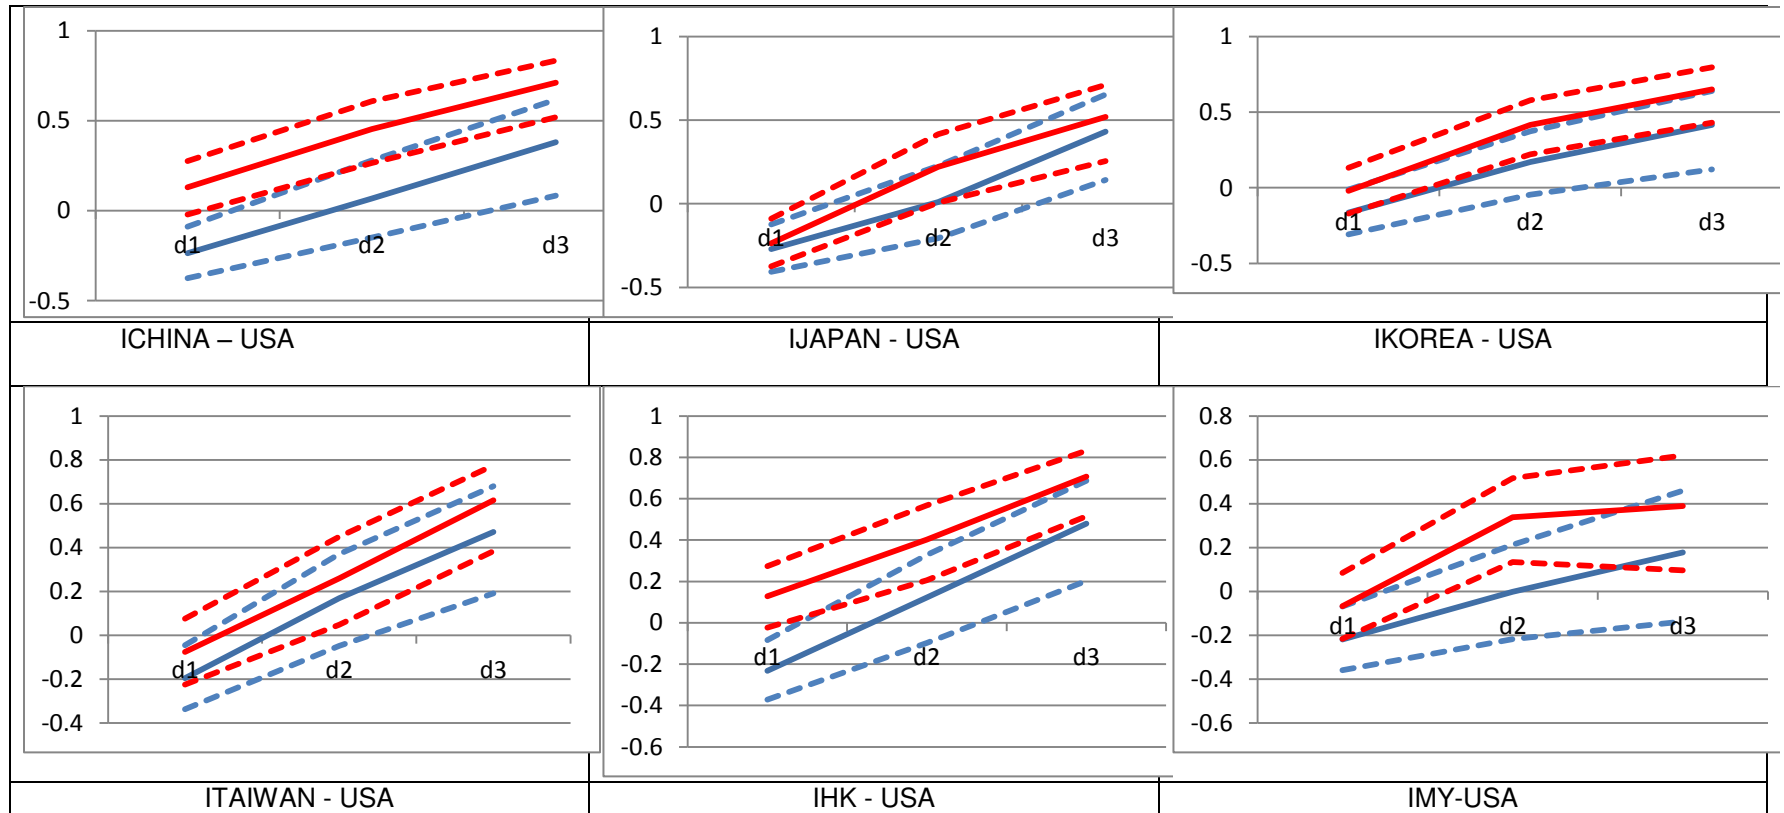 1
0.5
0
-0.5
d1
d2
d3
1
0.5
0
-0.5
d1
d2
d3
1
0.5
0
-0.5
d1
d2
d3
ICHINA – USA
IJAPAN - USA
IKOREA - USA
1
0.8
0.6
0.4
0.2
0
-0.2
-0.4
d1
d2
d3
1
0.8
0.6
0.4
0.2
0
-0.2
-0.4
-0.6
d1
d2
d3
0.8
0.6
0.4
0.2
0
-0.2
-0.4
-0.6
d1
d2
d3
ITAIWAN - USA
IHK - USA
IMY-USA